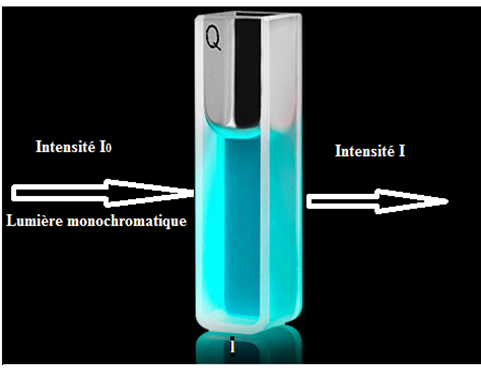 Q
Intensité I0
Intensité I
Lumière monochromatique
l